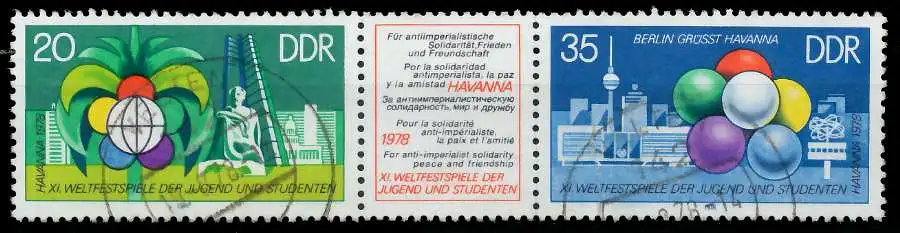 20
DDR
HAVANNA 1978
XI. WELTFESTSPIELE DER JUGEND UND STUDENTEN
Für antiimperialistische
Solidarität, Frieden
und Freundschaft
Por la solidaridad
antimperialista, la paz
y la amistad HAVANNA
За антиимпериалистическую
солидарность, мир и дружбу
Pour la solidarité
1978 anti-impérialiste,
la paix et l'amitié
For anti-imperialist solidarity
peace and friendship
XI. WELTFESTSPIELE DER
JUGEND UND STUDENTEN
35
BERLIN GRÜSST HAVANNA
DDR
HAVANNA 1978
XI. WELTFESTSPIELE DER JUGEND UND STUDENTEN